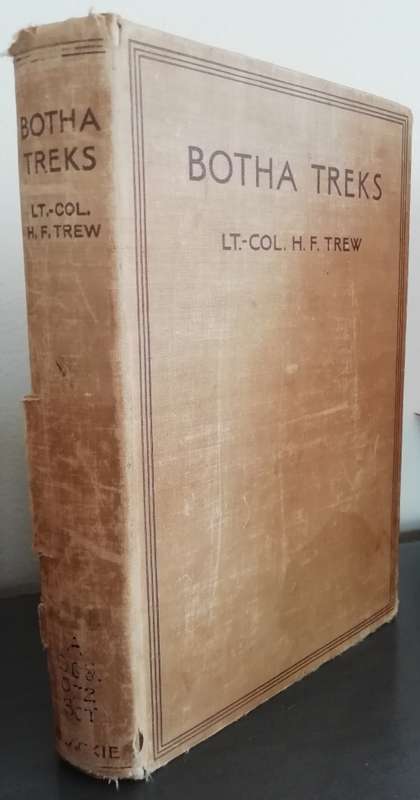 BOTHA
TREKS
LT.-COL.
H. F. TREW
A
BOTHA TREKS
LT.-COL. H. F. TREW